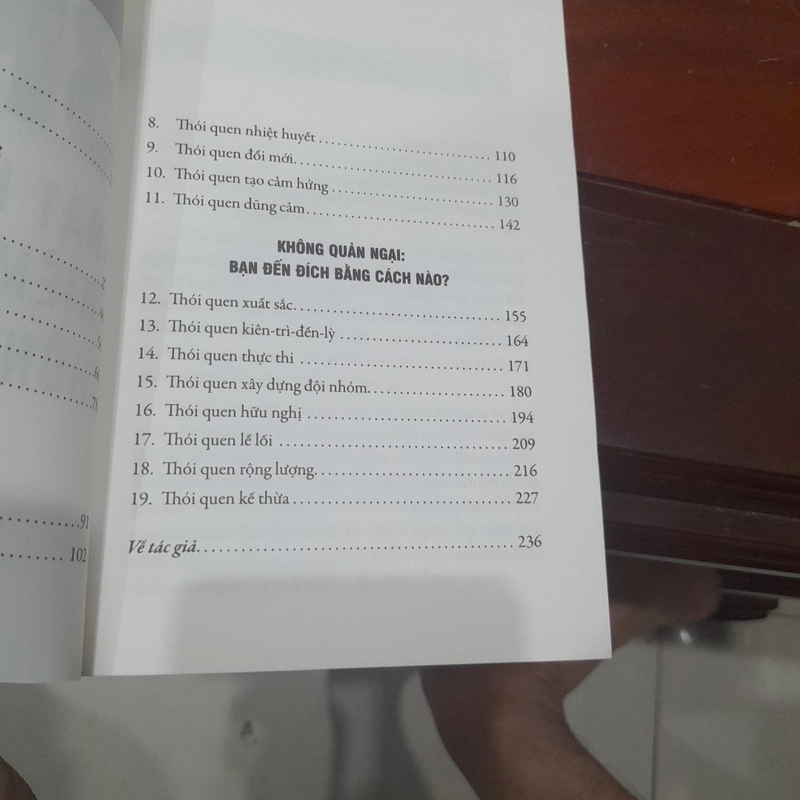 8. Thói quen nhiệt huyết ........................ 110
9. Thói quen đổi mới............................ 116
10. Thói quen tạo cảm hứng ....................... 130
11. Thói quen dũng cảm.......................... 142
KHÔNG QUẢN NGẠI:
BẠN ĐẾN ĐÍCH BẰNG CÁCH NÀO?
12. Thói quen xuất sắc............................ 155
13. Thói quen kiên-trì-đến-lỳ ...................... 164
14. Thói quen thực thi ............................ 171
15. Thói quen xây dựng đội nhóm.................. 180
16. Thói quen hữu nghị ........................... 194
17. Thói quen lề lối .............................. 209
18. Thói quen rộng lượng.......................... 216
19. Thói quen kế thừa ............................ 227
Về tác giả........................................ 236
91
102